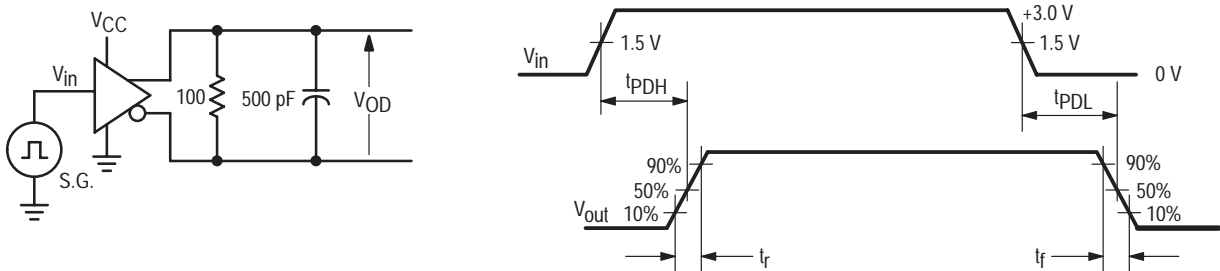 VCC
Vin
100
500 pF
VOD
S.G.
Vin
1.5 V
+3.0 V
1.5 V
0 V
tPDH
tPDL
90%
50%
10%
Vout
90%
50%
10%
tr
tf